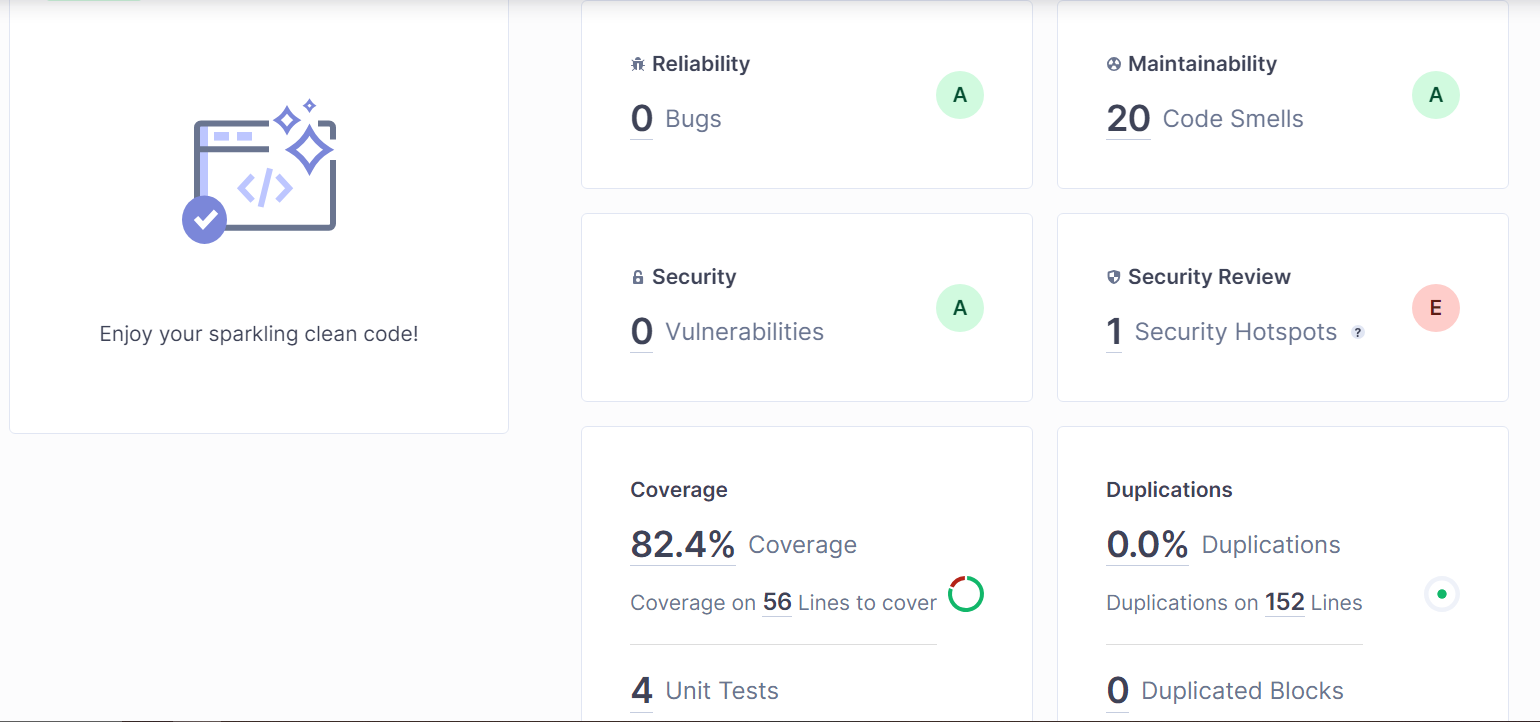 Reliability
0 Bugs
A
Maintainability
20 Code Smells
A
</>
Enjoy your sparkling clean code!
Security
0 Vulnerabilities
A
Security Review
1 Security Hotspots ?
E
Coverage
82.4% Coverage
Coverage on 56 Lines to cover
4 Unit Tests
Duplications
0.0% Duplications
Duplications on 152 Lines
0 Duplicated Blocks